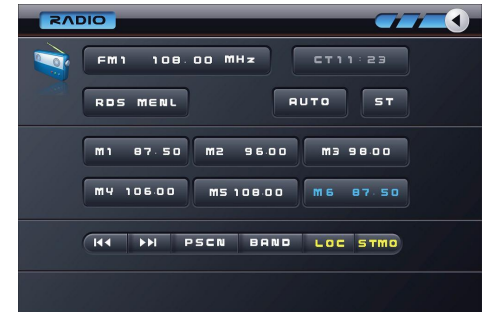 RADIO
FM1 108.00 MHz CT11:23
RDS MENL AUTO ST
M1 87.50 M2 96.00 M3 98.00
M4 106.00 M5 108.00 M6 87.50
PSCN BAND LOC STMO